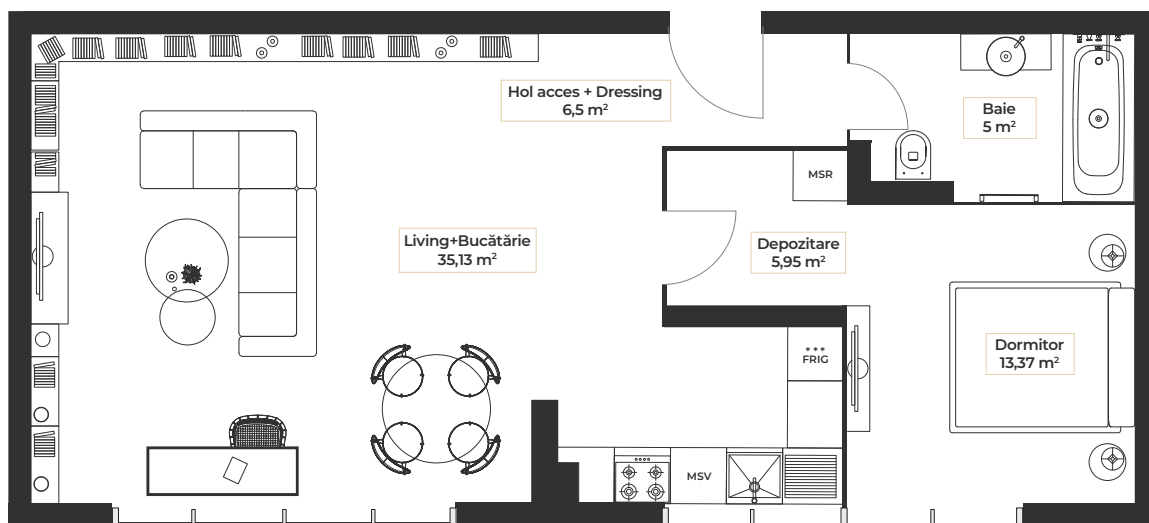 Hol acces + Dressing
6,5 m²
Baie
5 m²
MSR
Living+Bucătărie
35,13 m²
Depozitare
5,95 m²
Dormitor
13,37 m²
***
FRIG
MSV